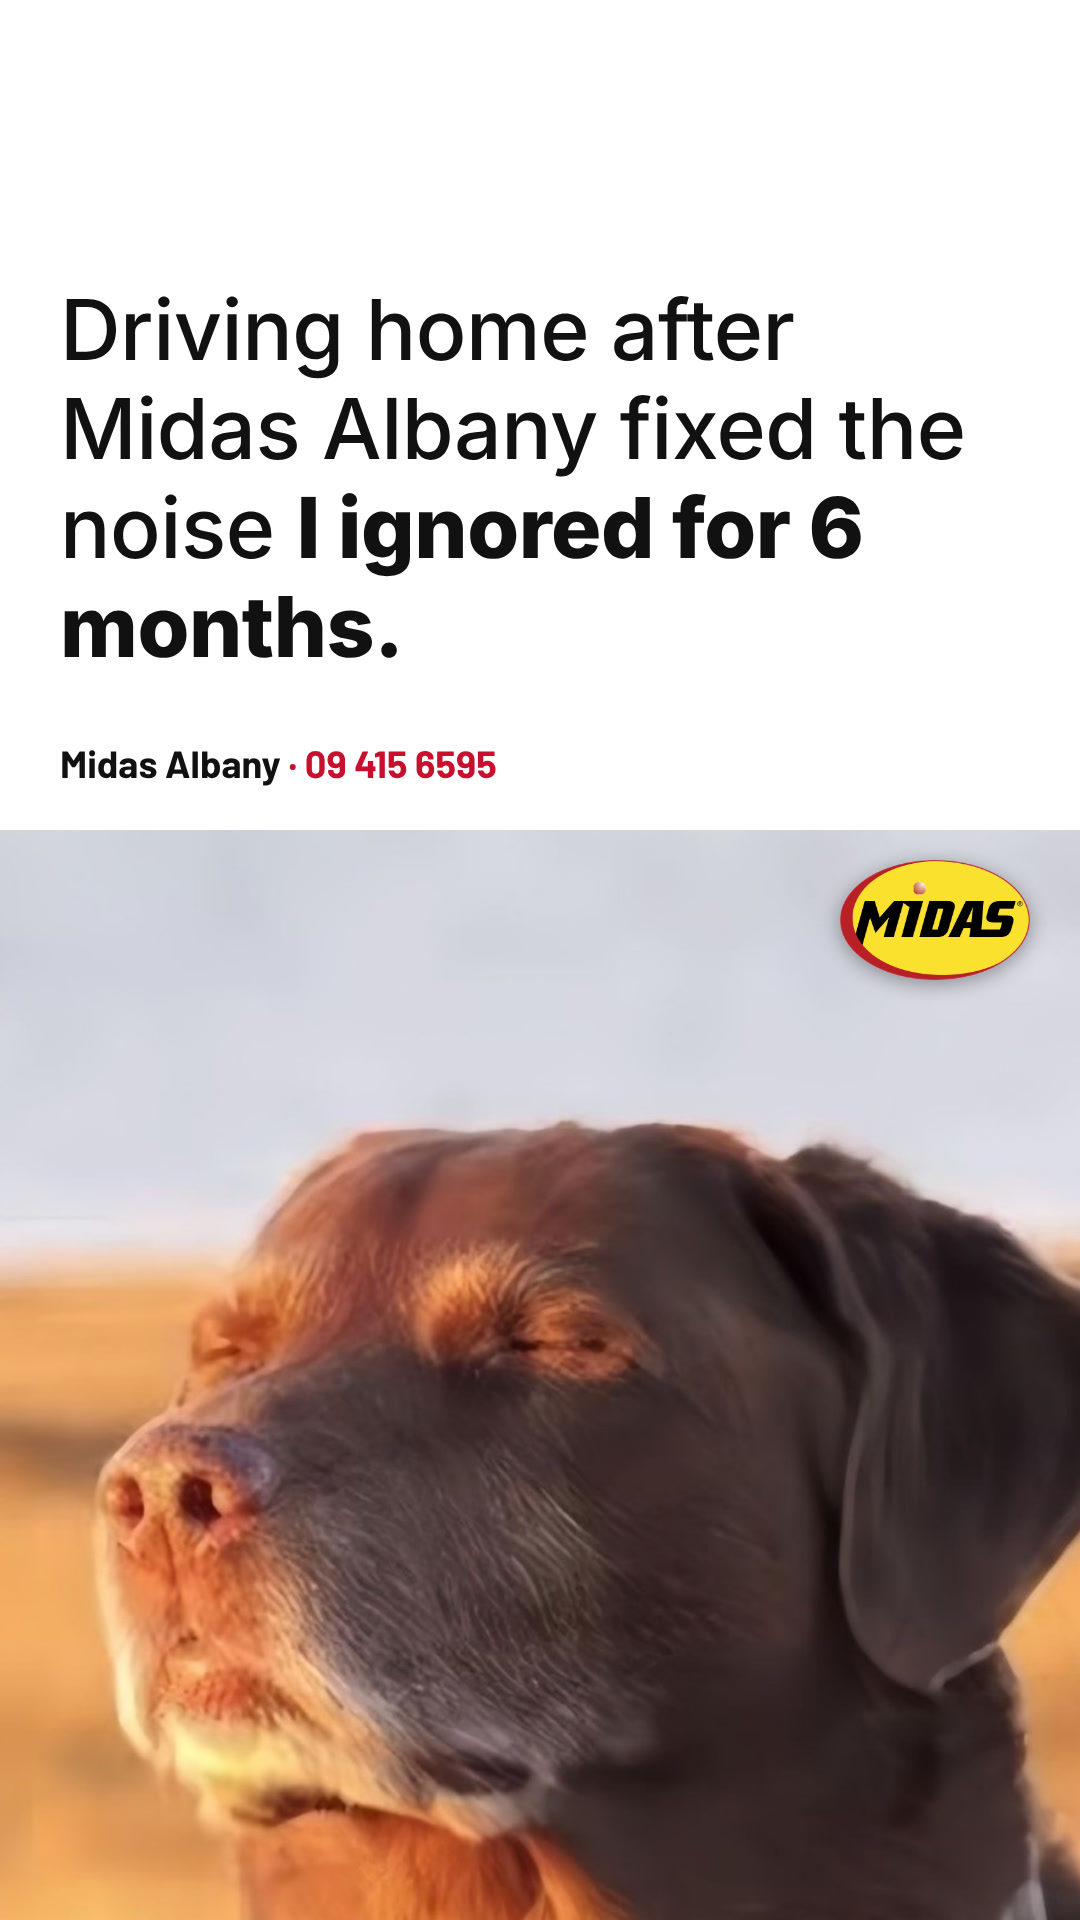 Driving home after
Midas Albany fixed the
noise I ignored for 6
months.
Midas Albany · 09 415 6595
MIDAS®